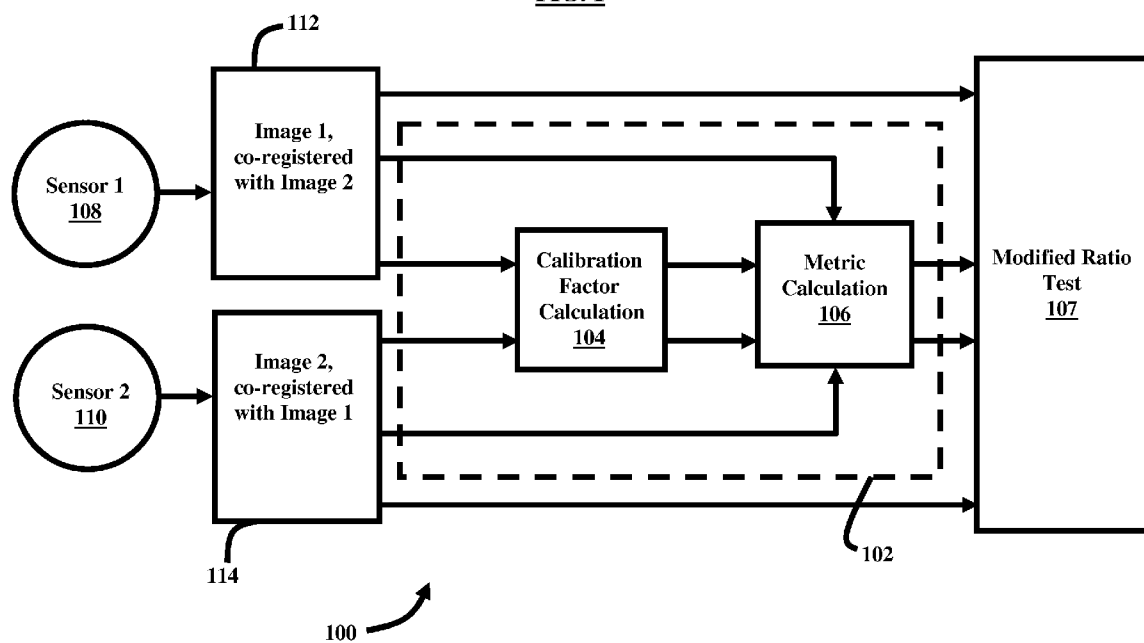 112
Image 1,
co-registered
with Image 2
Sensor 1
108
Calibration
Factor
Calculation
104
Metric
Calculation
106
Modified Ratio
Test
107
Image 2,
co-registered
with Image 1
Sensor 2
110
102
114
100